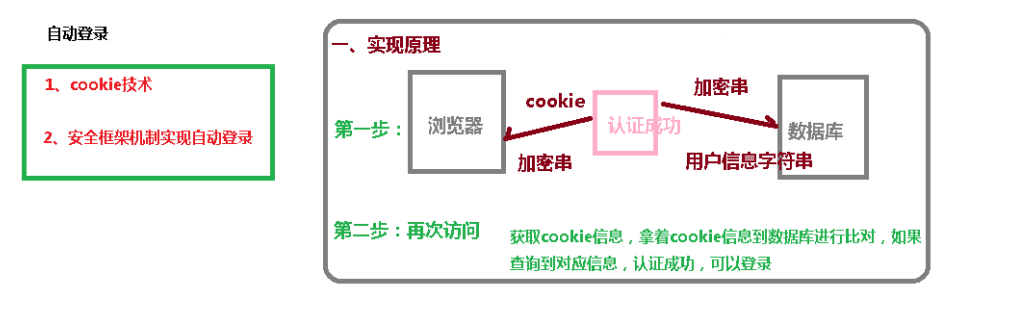 自动登录
1、cookie技术
2、安全框架机制实现自动登录
一、实现原理
第一步：
浏览器
cookie
加密串
认证成功
加密串
用户信息字符串
数据库
第二步：再次访问
获取cookie信息，拿着cookie信息到数据库进行比对，如果
查询到对应信息，认证成功，可以登录